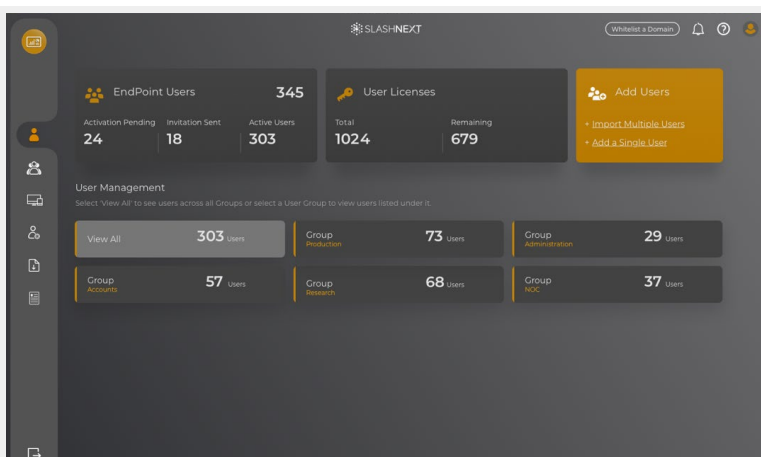 SLASHNEXT
Whitelist a Domain
EndPoint Users 345
Activation Pending Invitation Sent Active Users
24 18 303
User Licenses
Total Remaining
1024 679
Add Users
+ Import Multiple Users
+ Add a Single User
User Management
Select 'View All' to see users across all Groups or select a User Group to view users listed under it.
View All 303 Users
Group 73 Users
Production
Group 29 Users
Administration
Group 57 Users
Accounts
Group 68 Users
Research
Group 37 Users
NOC